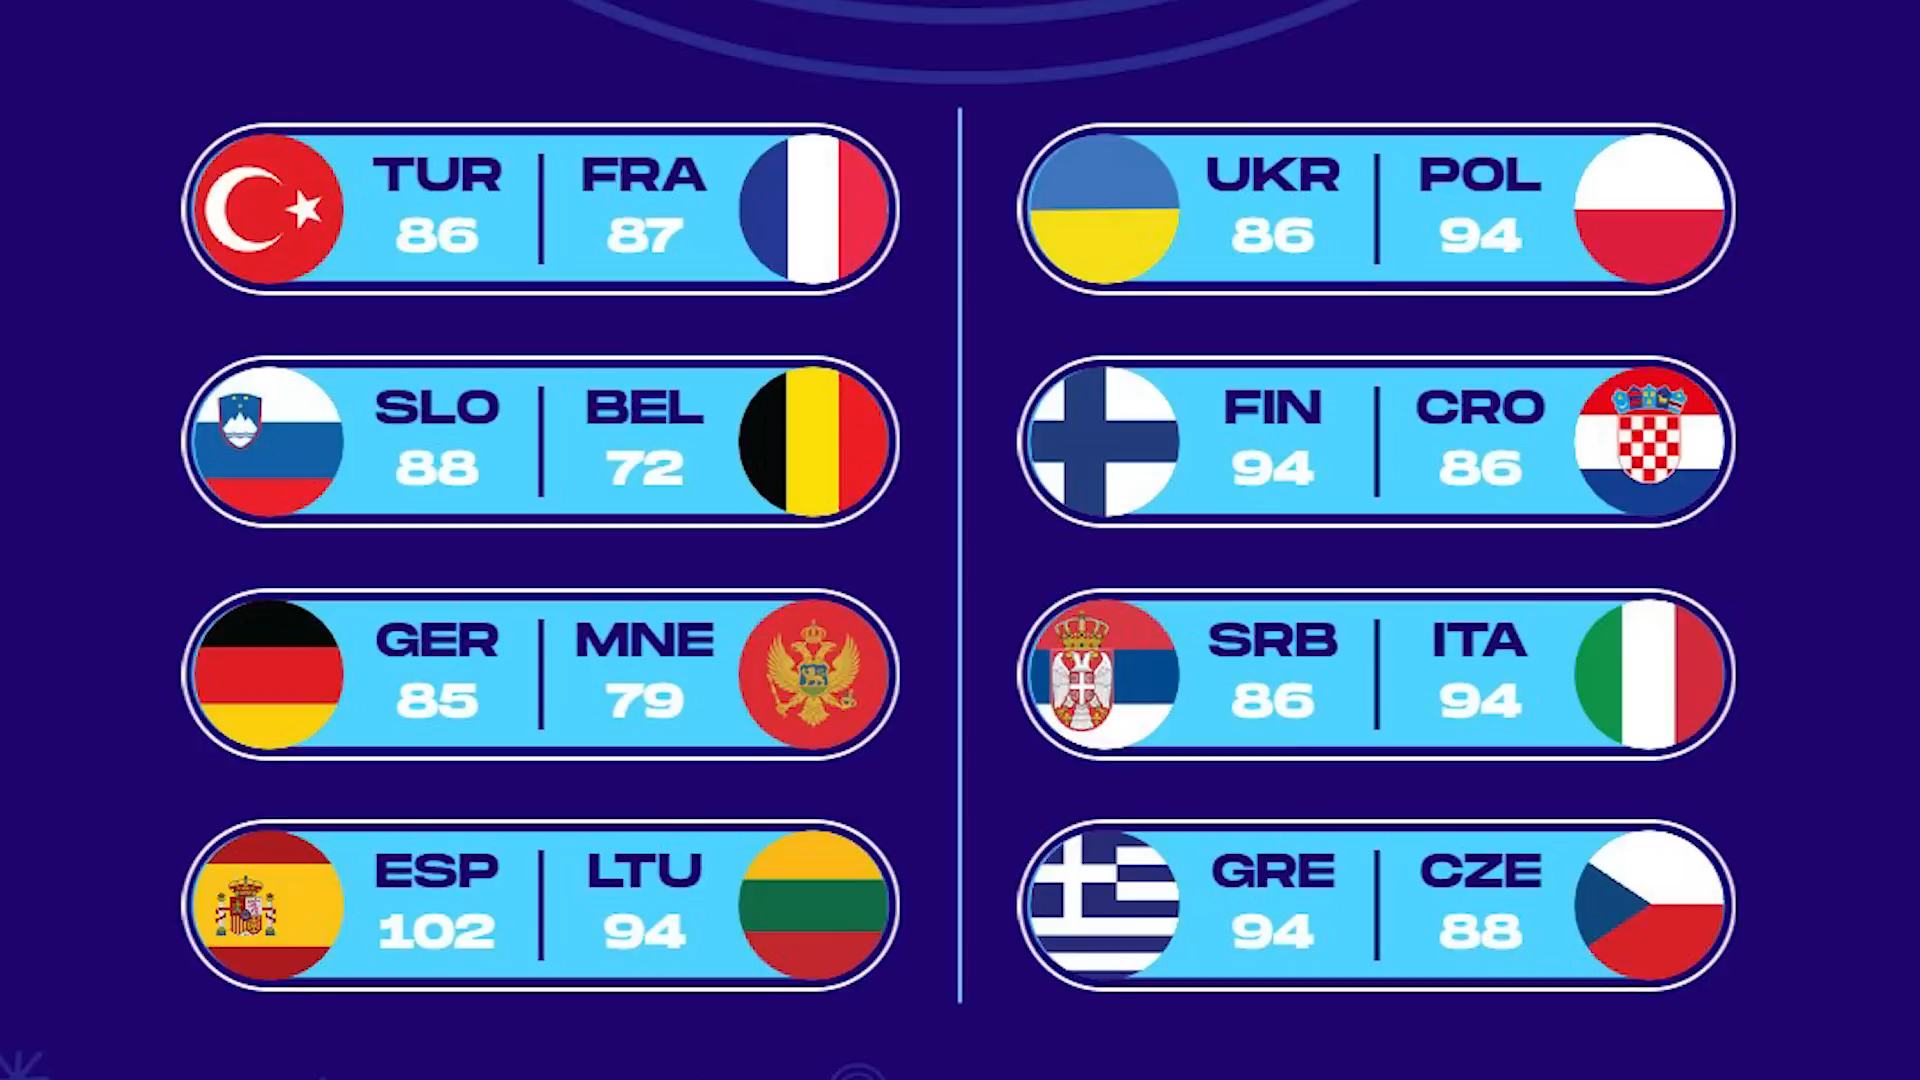 TUR FRA
86 87
SLO BEL
88 72
GER MNE
85 79
ESP LTU
102 94
UKR POL
86 94
FIN CRO
94 86
SRB ITA
86 94
GRE CZE
94 88